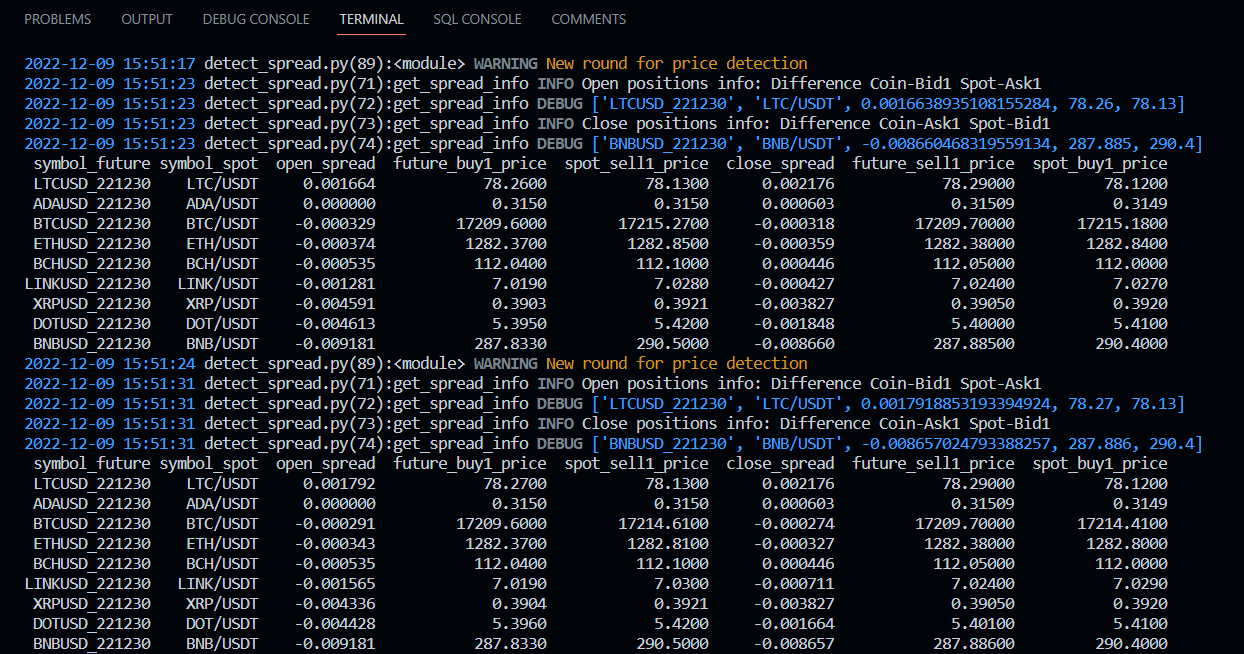 PROBLEMS OUTPUT DEBUG CONSOLE TERMINAL SQL CONSOLE COMMENTS
2022-12-09 15:51:17 detect_spread.py(89):<module> WARNING New round for price detection
2022-12-09 15:51:23 detect_spread.py(71):get_spread_info INFO Open positions info: Difference Coin-Bid1 Spot-Ask1
2022-12-09 15:51:23 detect_spread.py(72):get_spread_info DEBUG ['LTCUSD_221230', 'LTC/USDT', 0.0016638935108155284, 78.26, 78.13]
2022-12-09 15:51:23 detect_spread.py(73):get_spread_info INFO Close positions info: Difference Coin-Ask1 Spot-Bid1
2022-12-09 15:51:23 detect_spread.py(74):get_spread_info DEBUG ['BNBUSD_221230', 'BNB/USDT', -0.008660468319559134, 287.885, 290.4]
symbol_future symbol_spot open_spread future_buy1_price spot_sell1_price close_spread future_sell1_price spot_buy1_price
LTCUSD_221230 LTC/USDT 0.001664 78.2600 78.1300 0.002176 78.29000 78.1200
ADAUSD_221230 ADA/USDT 0.000000 0.3150 0.3150 0.000603 0.31509 0.3149
BTCUSD_221230 BTC/USDT -0.000329 17209.6000 17215.2700 -0.000318 17209.70000 17215.1800
ETHUSD_221230 ETH/USDT -0.000374 1282.3700 1282.8500 -0.000359 1282.38000 1282.8400
BCHUSD_221230 BCH/USDT -0.000535 112.0400 112.1000 0.000446 112.05000 112.0000
LINKUSD_221230 LINK/USDT -0.001281 7.0190 7.0280 -0.000427 7.02400 7.0270
XRPUSD_221230 XRP/USDT -0.004591 0.3903 0.3921 -0.003827 0.39050 0.3920
DOTUSD_221230 DOT/USDT -0.004613 5.3950 5.4200 -0.001848 5.40000 5.4100
BNBUSD_221230 BNB/USDT -0.009181 287.8330 290.5000 -0.008660 287.88500 290.4000
2022-12-09 15:51:24 detect_spread.py(89):<module> WARNING New round for price detection
2022-12-09 15:51:31 detect_spread.py(71):get_spread_info INFO Open positions info: Difference Coin-Bid1 Spot-Ask1
2022-12-09 15:51:31 detect_spread.py(72):get_spread_info DEBUG ['LTCUSD_221230', 'LTC/USDT', 0.0017918853193394924, 78.27, 78.13]
2022-12-09 15:51:31 detect_spread.py(73):get_spread_info INFO Close positions info: Difference Coin-Ask1 Spot-Bid1
2022-12-09 15:51:31 detect_spread.py(74):get_spread_info DEBUG ['BNBUSD_221230', 'BNB/USDT', -0.008657024793388257, 287.886, 290.4]
symbol_future symbol_spot open_spread future_buy1_price spot_sell1_price close_spread future_sell1_price spot_buy1_price
LTCUSD_221230 LTC/USDT 0.001792 78.2700 78.1300 0.002176 78.29000 78.1200
ADAUSD_221230 ADA/USDT 0.000000 0.3150 0.3150 0.000603 0.31509 0.3149
BTCUSD_221230 BTC/USDT -0.000291 17209.6000 17214.6100 -0.000274 17209.70000 17214.4100
ETHUSD_221230 ETH/USDT -0.000343 1282.3700 1282.8100 -0.000327 1282.38000 1282.8000
BCHUSD_221230 BCH/USDT -0.000535 112.0400 112.1000 0.000446 112.05000 112.0000
LINKUSD_221230 LINK/USDT -0.001565 7.0190 7.0300 -0.000711 7.02400 7.0290
XRPUSD_221230 XRP/USDT -0.004336 0.3904 0.3921 -0.003827 0.39050 0.3920
DOTUSD_221230 DOT/USDT -0.004428 5.3960 5.4200 -0.001664 5.40100 5.4100
BNBUSD_221230 BNB/USDT -0.009181 287.8330 290.5000 -0.008657 287.88600 290.4000